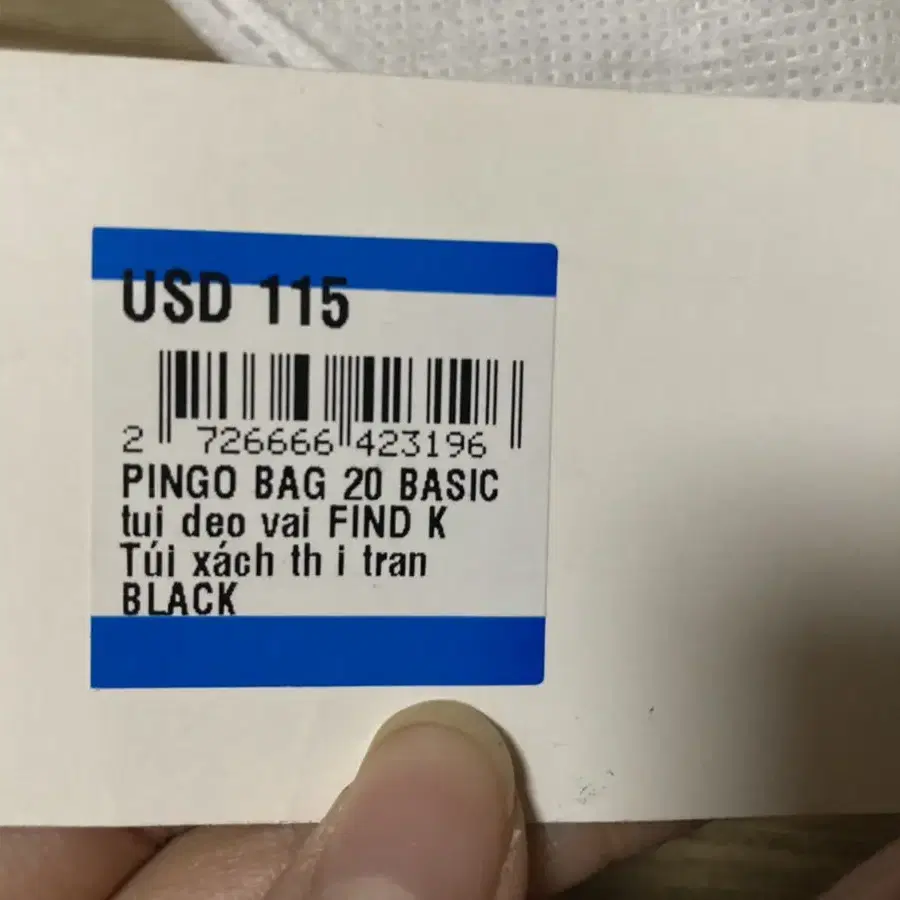 USD 115
2 726666 423196
PINGO BAG 20 BASIC
tui deo vai FIND K
Túi xách th i tran
BLACK